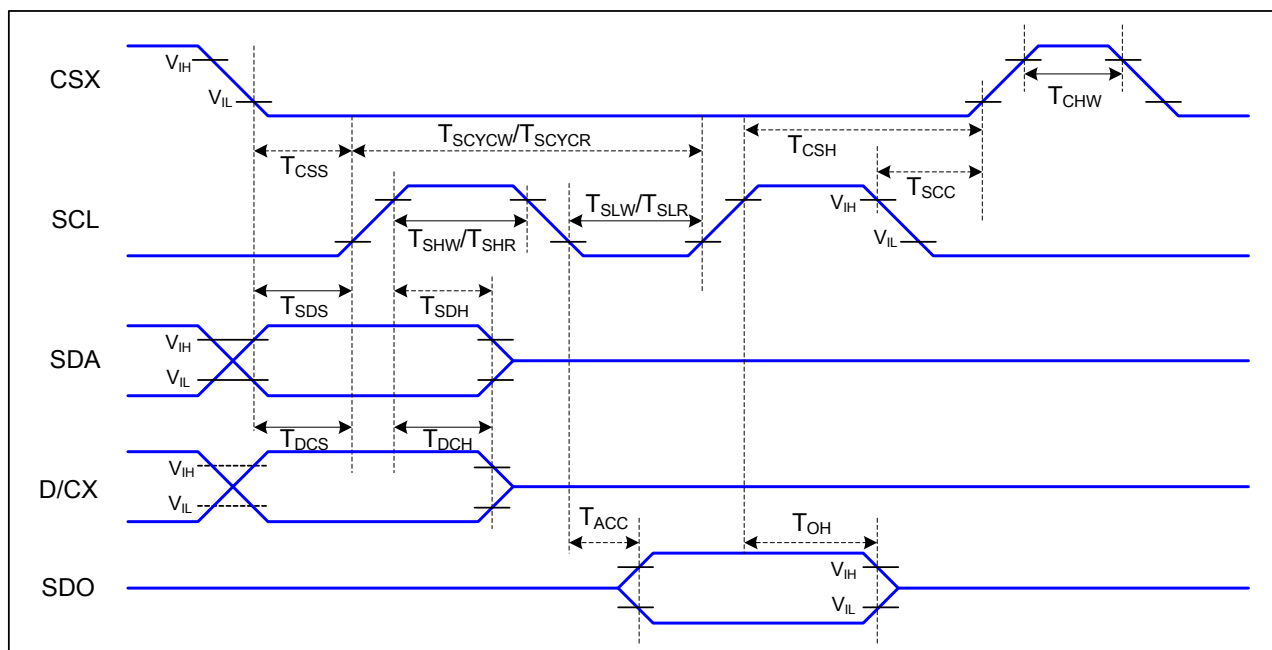 CSX
VIH
VIL
TCHW
TSCYCW/TSCYCR
TCSS
TCSH
TSCC
SCL
TSLW/TSLR
TSHW/TSHR
VIH
VIL
TSDS
TSDH
SDA
VIH
VIL
TDCS
TDCH
D/CX
VIH
VIL
TACC
TOH
SDO
VIH
VIL